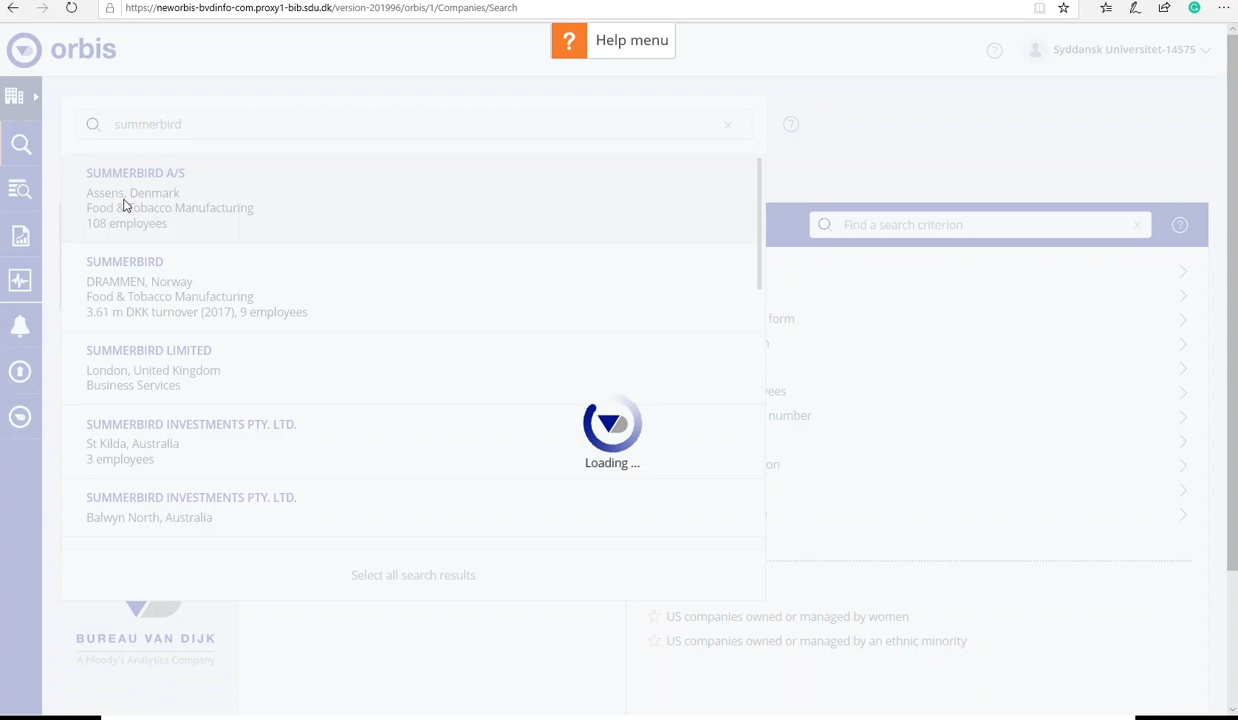 https://neworbis-bvdinfo-com.proxy1-bib.sdu.dk/version-201996/orbis/1/Companies/Search
? Help menu
orbis
Syddansk Universitet-14575
summerbird
SUMMERBIRD A/S
Assens, Denmark
Food & Tobacco Manufacturing
108 employees
Find a search criterion
SUMMERBIRD
DRAMMEN, Norway
Food & Tobacco Manufacturing
3.61 m DKK turnover (2017), 9 employees
form
SUMMERBIRD LIMITED
London, United Kingdom
Business Services
number
SUMMERBIRD INVESTMENTS PTY. LTD.
St Kilda, Australia
3 employees
Loading ...
SUMMERBIRD INVESTMENTS PTY. LTD.
Balwyn North, Australia
Select all search results
US companies owned or managed by women
US companies owned or managed by an ethnic minority
BUREAU VAN DIJK
A Moody's Analytics Company